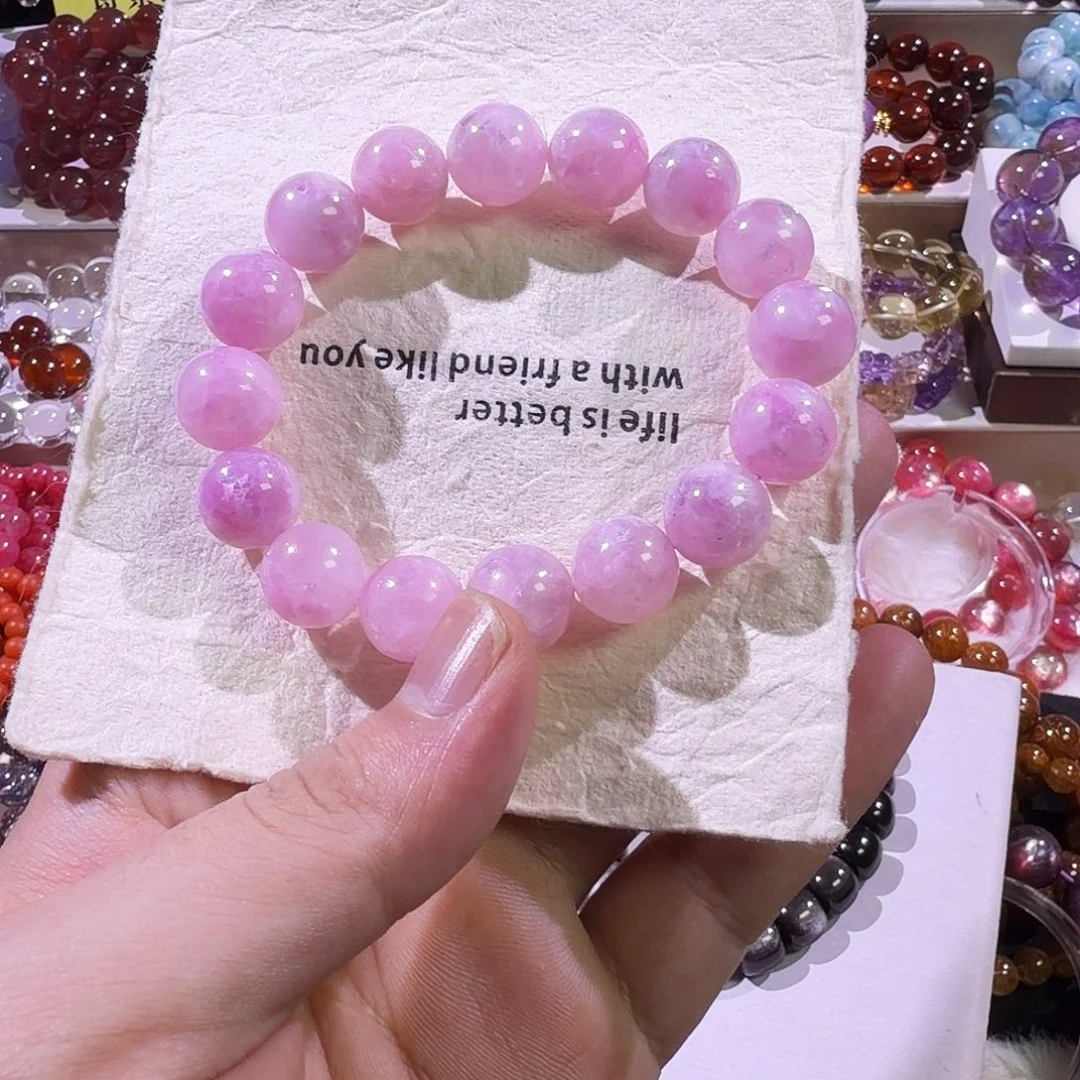 life is better
with a friend like you